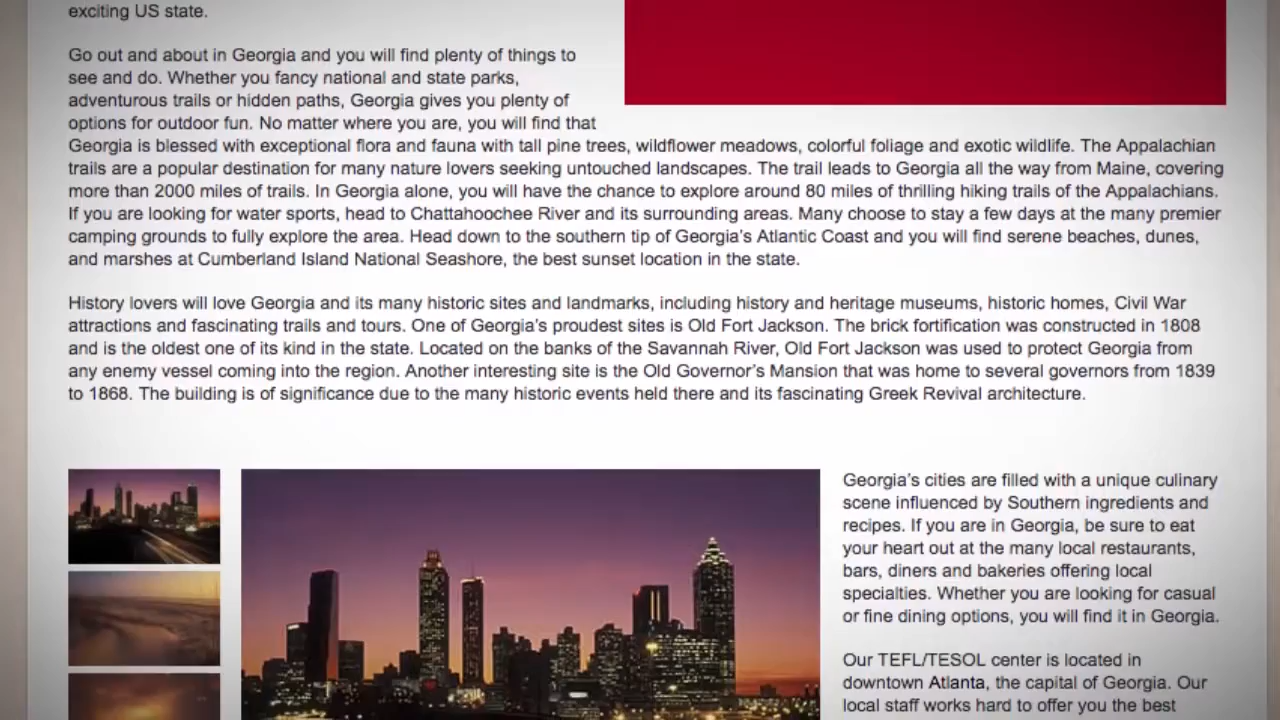 exciting US state.
Go out and about in Georgia and you will find plenty of things to
see and do. Whether you fancy national and state parks,
adventurous trails or hidden paths, Georgia gives you plenty of
options for outdoor fun. No matter where you are, you will find that
Georgia is blessed with exceptional flora and fauna with tall pine trees, wildflower meadows, colorful foliage and exotic wildlife. The Appalachian
trails are a popular destination for many nature lovers seeking untouched landscapes. The trail leads to Georgia all the way from Maine, covering
more than 2000 miles of trails. In Georgia alone, you will have the chance to explore around 80 miles of thrilling hiking trails of the Appalachians.
If you are looking for water sports, head to Chattahoochee River and its surrounding areas. Many choose to stay a few days at the many premier
camping grounds to fully explore the area. Head down to the southern tip of Georgia’s Atlantic Coast and you will find serene beaches, dunes,
and marshes at Cumberland Island National Seashore, the best sunset location in the state.
History lovers will love Georgia and its many historic sites and landmarks, including history and heritage museums, historic homes, Civil War
attractions and fascinating trails and tours. One of Georgia’s proudest sites is Old Fort Jackson. The brick fortification was constructed in 1808
and is the oldest one of its kind in the state. Located on the banks of the Savannah River, Old Fort Jackson was used to protect Georgia from
any enemy vessel coming into the region. Another interesting site is the Old Governor’s Mansion that was home to several governors from 1839
to 1868. The building is of significance due to the many historic events held there and its fascinating Greek Revival architecture.
Georgia’s cities are filled with a unique culinary
scene influenced by Southern ingredients and
recipes. If you are in Georgia, be sure to eat
your heart out at the many local restaurants,
bars, diners and bakeries offering local
specialties. Whether you are looking for casual
or fine dining options, you will find it in Georgia.
Our TEFL/TESOL center is located in
downtown Atlanta, the capital of Georgia. Our
local staff works hard to offer you the best